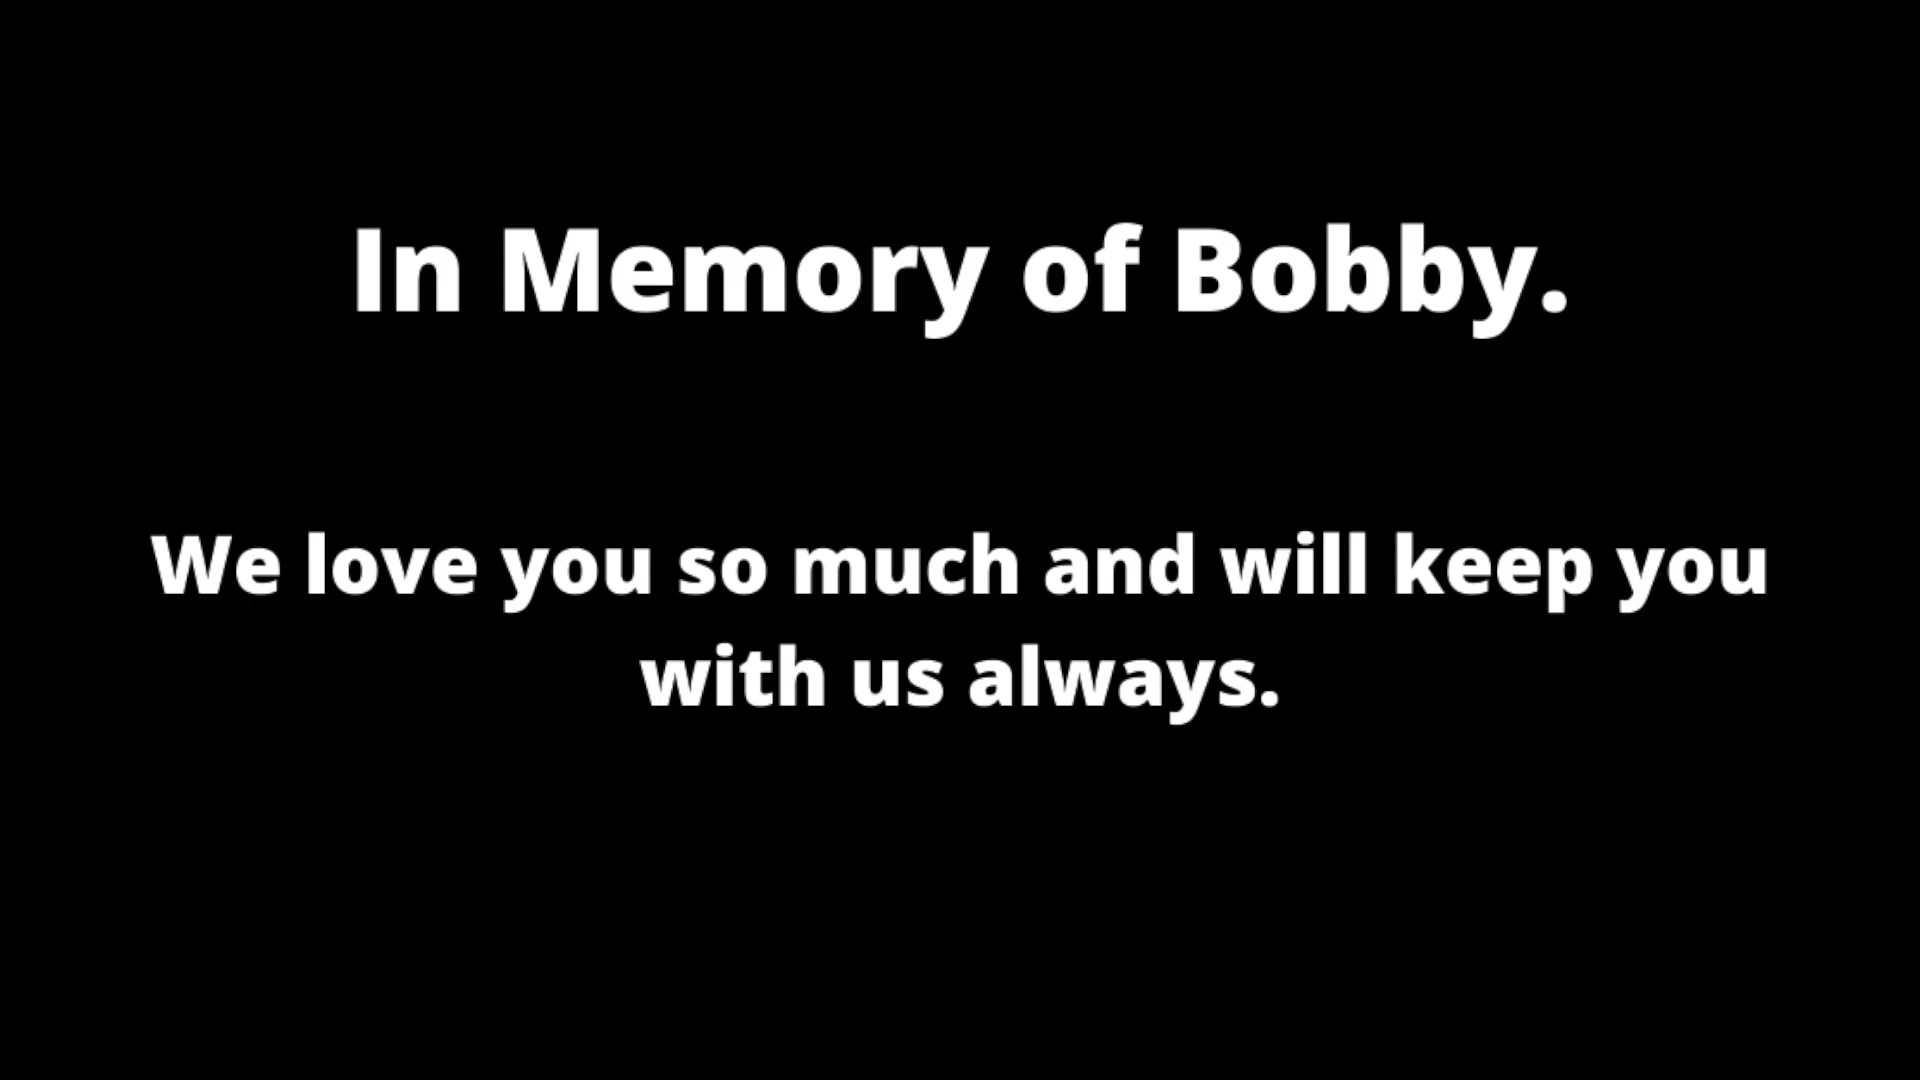 In Memory of Bobby.
We love you so much and will keep you
with us always.